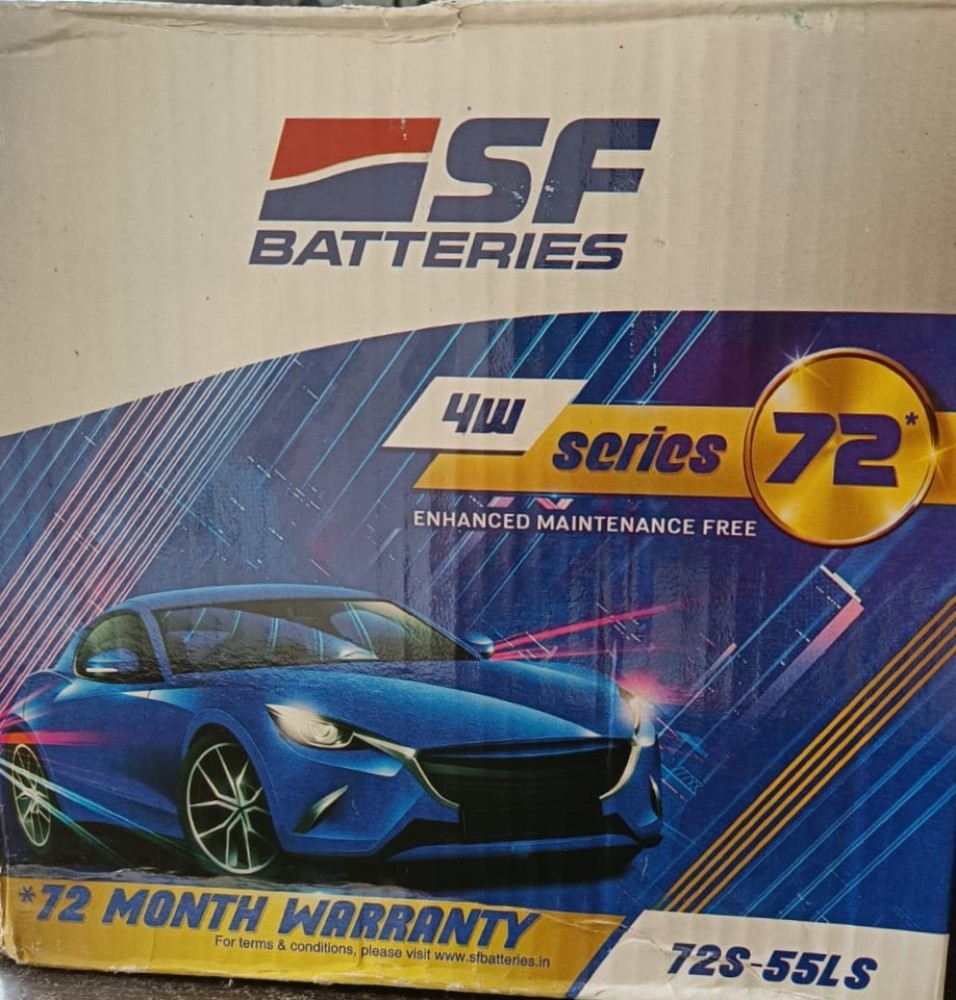 SF
BATTERIES
4W
series 72*
ENHANCED MAINTENANCE FREE
*72 MONTH WARRANTY
For terms & conditions, please visit www.sfbatteries.in
72S-55LS